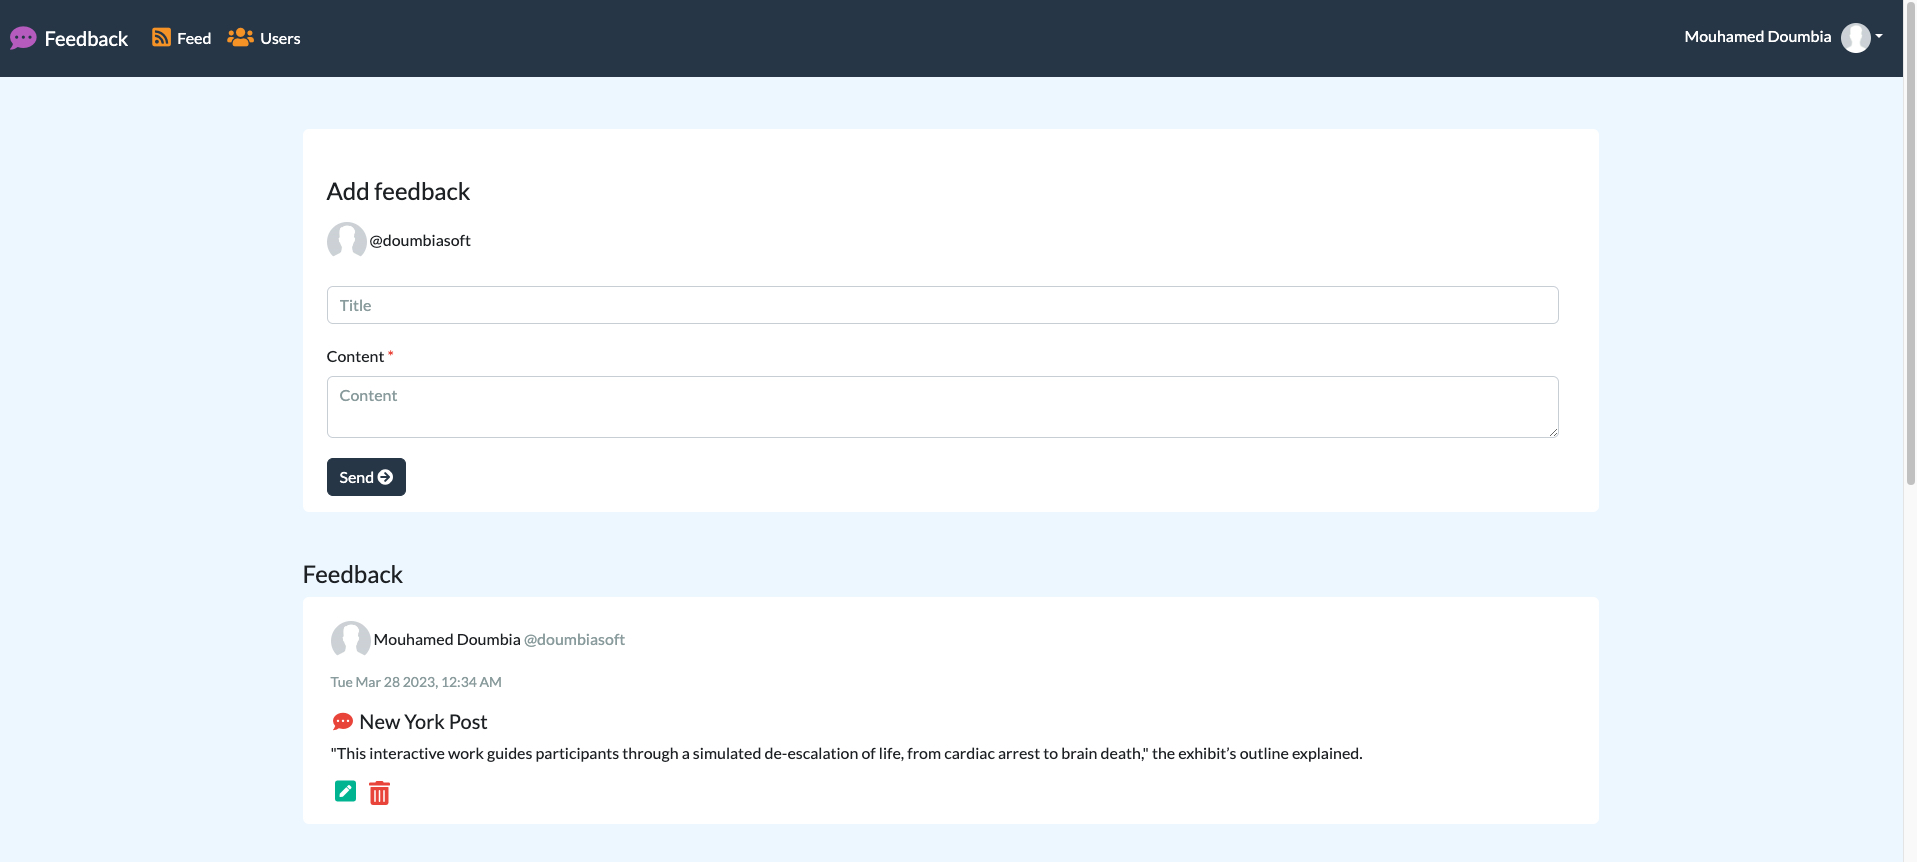 Feedback Feed Users Mouhamed Doumbia
Add feedback
@doumbiasoft
Title
Content *
Content
Send
Feedback
Mouhamed Doumbia @doumbiasoft
Tue Mar 28 2023, 12:34 AM
New York Post
"This interactive work guides participants through a simulated de-escalation of life, from cardiac arrest to brain death," the exhibit's outline explained.